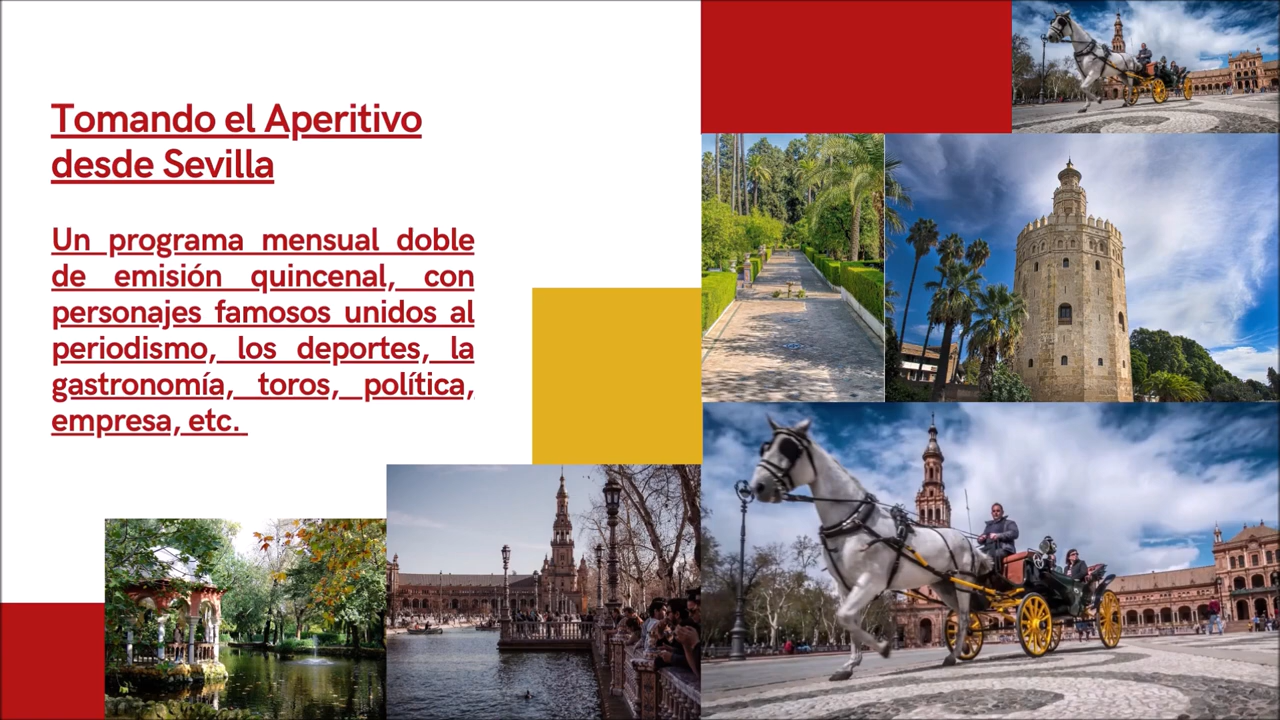 Tomando el Aperitivo
desde Sevilla
Un programa mensual doble
de emisión quincenal, con
personajes famosos unidos al
periodismo, los deportes, la
gastronomía, toros, política,
empresa, etc.